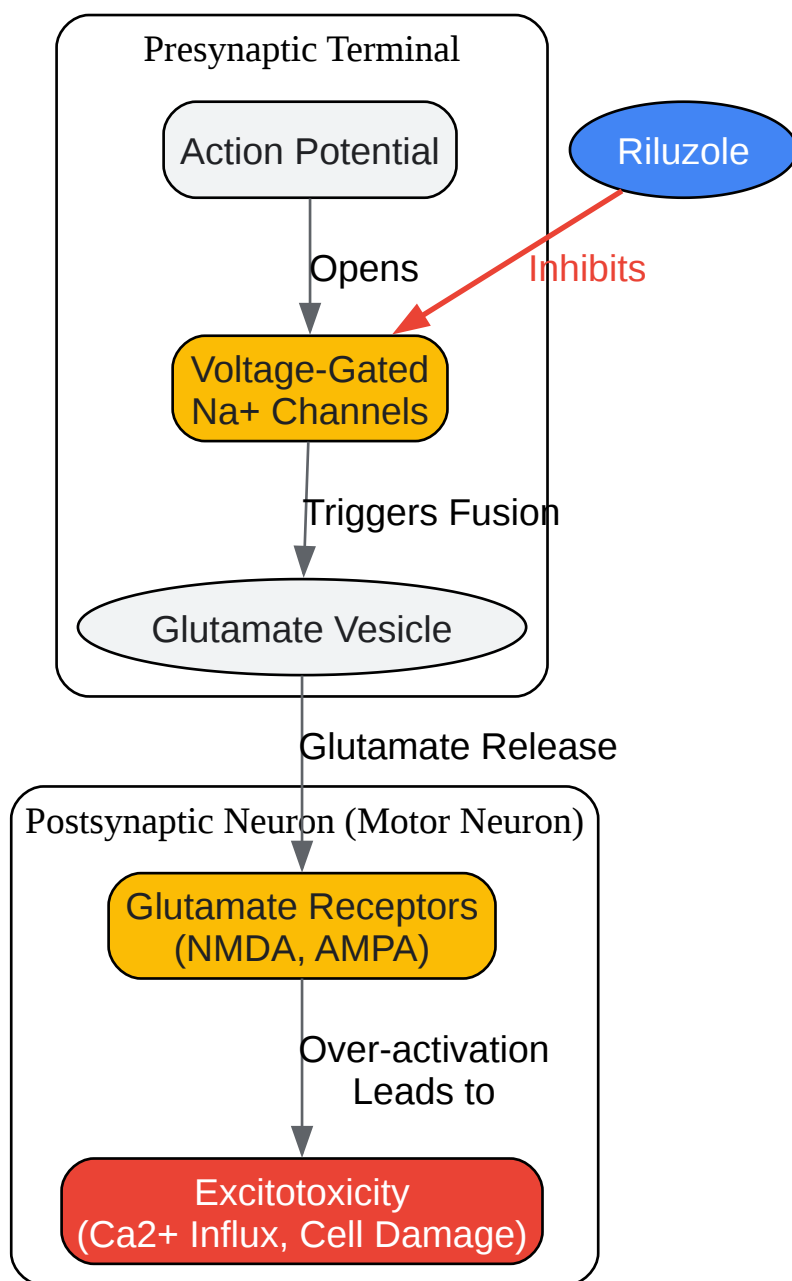 Presynaptic Terminal
Action Potential
Riluzole
Opens
Inhibits
Voltage-Gated
Na+ Channels
Triggers Fusion
Glutamate Vesicle
Glutamate Release
Postsynaptic Neuron (Motor Neuron)
Glutamate Receptors
(NMDA, AMPA)
Over-activation
Leads to
Excitotoxicity
(Ca2+ Influx, Cell Damage)